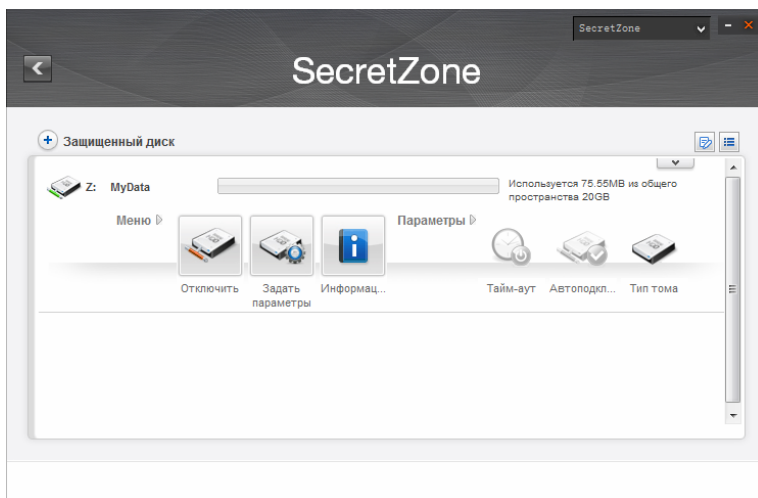 SecretZone
SecretZone
Защищенный диск
Z: MyData
Используется 75.55MB из общего
пространства 20GB
Меню
Параметры
Отключить
Задать
параметры
Информац...
Тайм-аут
Автоподкл...
Тип тома